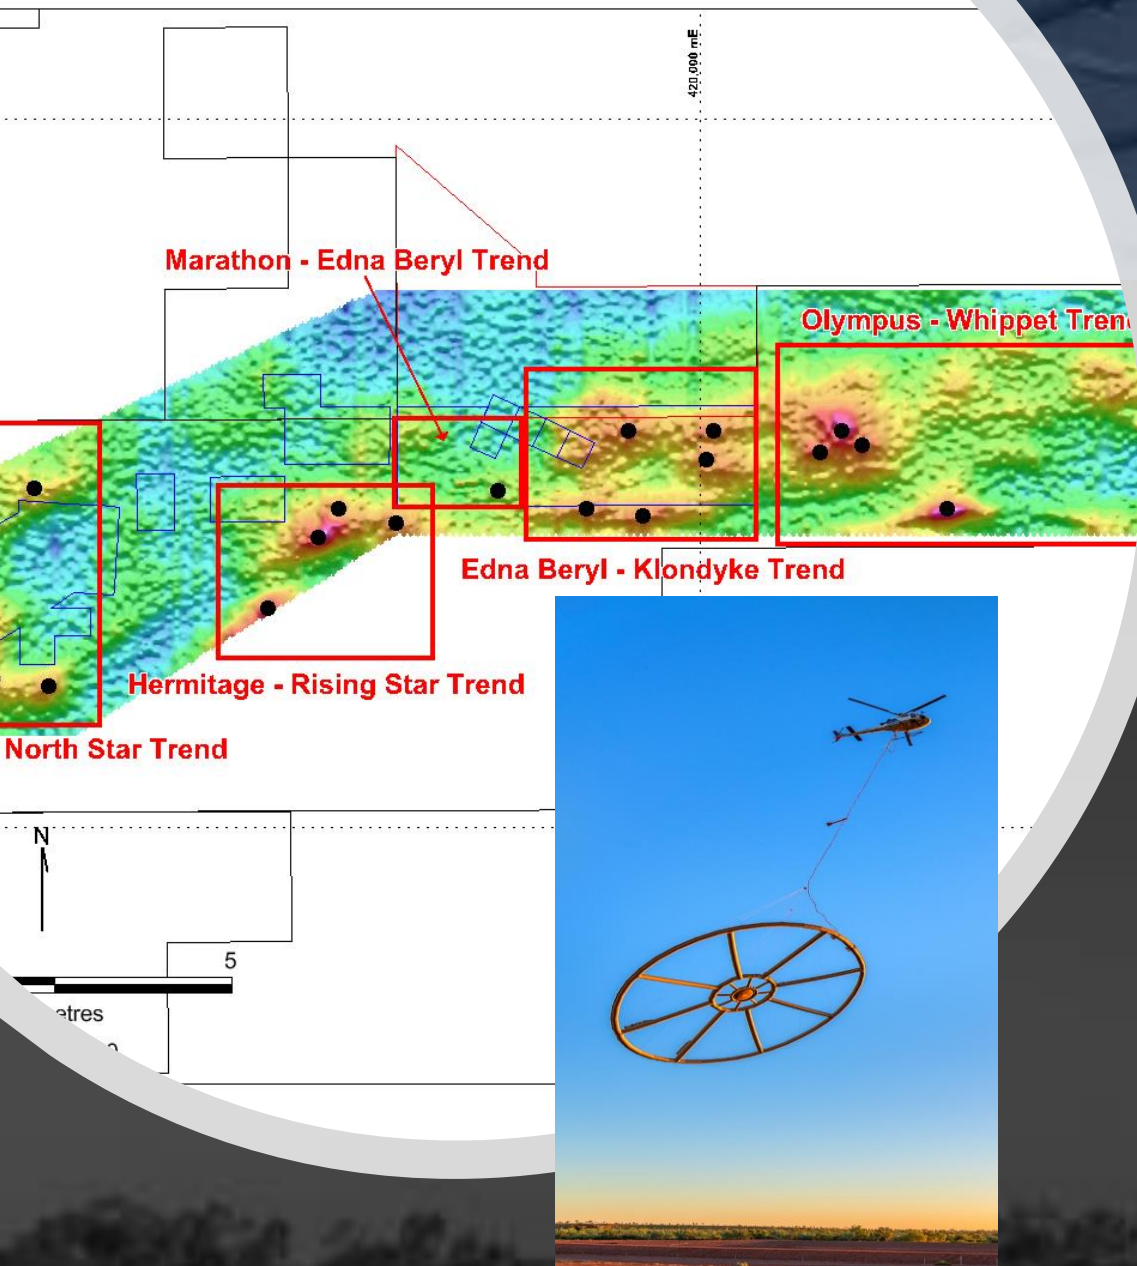 420,000 mE
Marathon - Edna Beryl Trend
Olympus - Whippet Tren
Edna Beryl - Klondyke Trend
Hermitage - Rising Star Trend
North Star Trend
N
5
etres